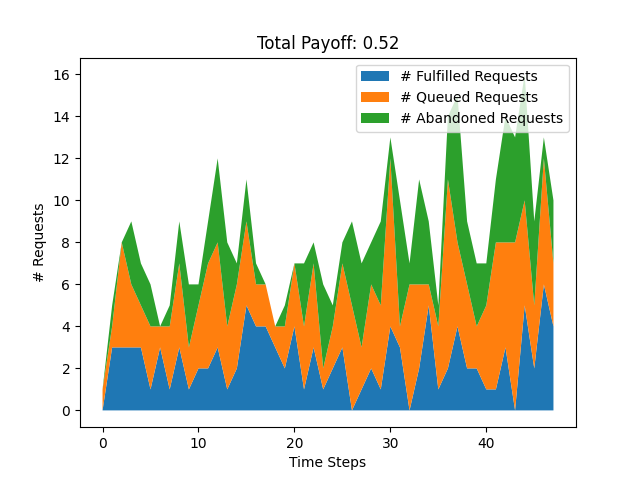 Total Payoff: 0.52
# Fulfilled Requests
# Queued Requests
# Abandoned Requests
16
14
12
10
8
6
4
2
0
# Requests
0 10 20 30 40
Time Steps